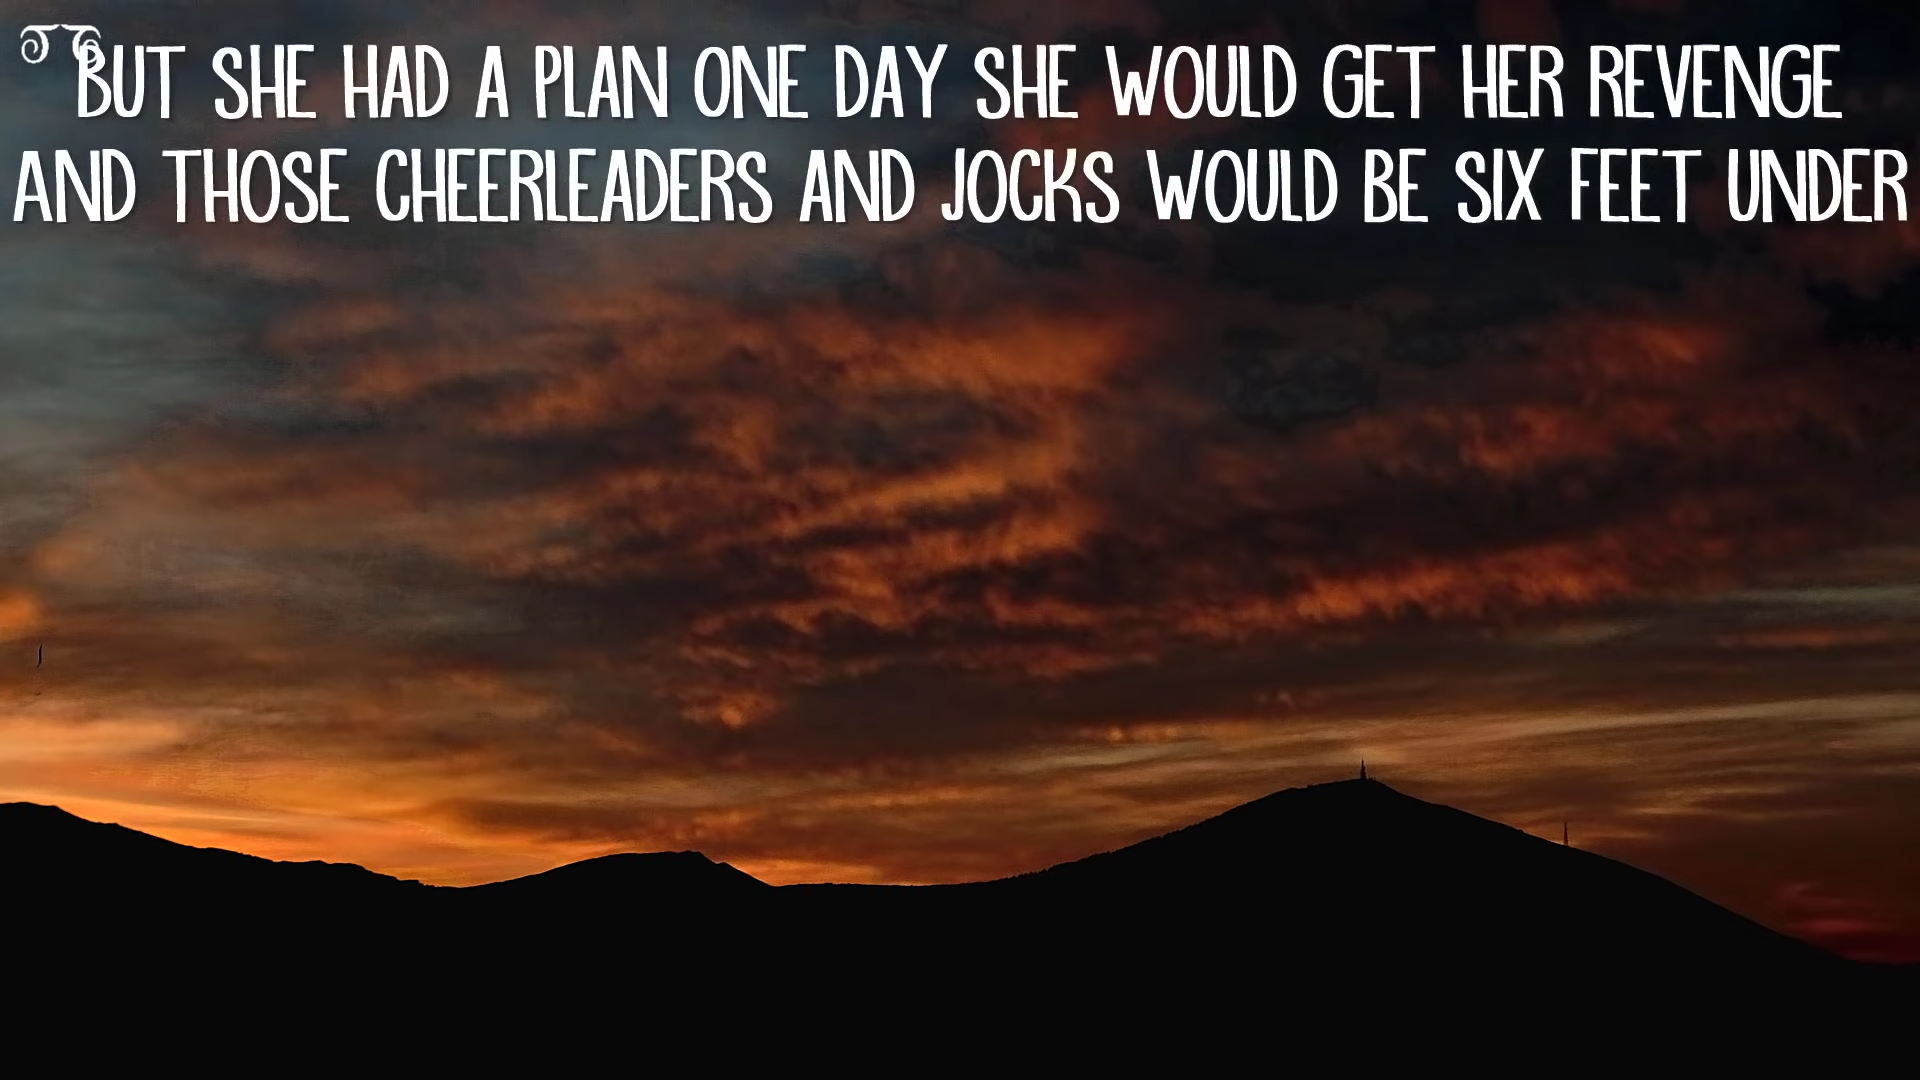 BUT SHE HAD A PLAN ONE DAY SHE WOULD GET HER REVENGE
AND THOSE CHEERLEADERS AND JOCKS WOULD BE SIX FEET UNDER